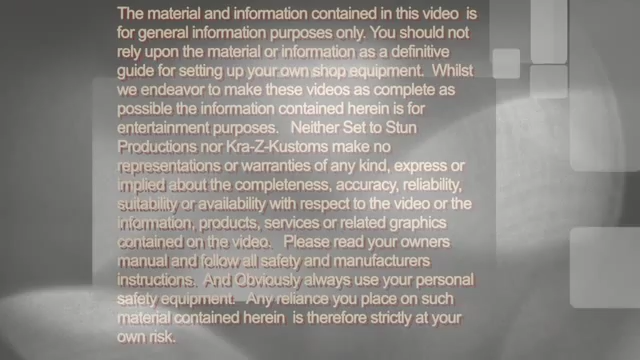 The material and information contained in this video  is
for general information purposes only. You should not
rely upon the material or information as a definitive
guide for setting up your own shop equipment.  Whilst
we endeavor to make these videos as complete as
possible the information contained herein is for
entertainment purposes.   Neither Set to Stun
Productions nor Kra-Z-Kustoms make no
representations or warranties of any kind, express or
implied about the completeness, accuracy, reliability,
suitability or availability with respect to the video or the
information, products, services or related graphics
contained on the video.   Please read your owners
manual and follow all safety and manufacturers
instructions.  And Obviously always use your personal
safety equipment.   Any reliance you place on such
material contained herein  is therefore strictly at your
own risk.